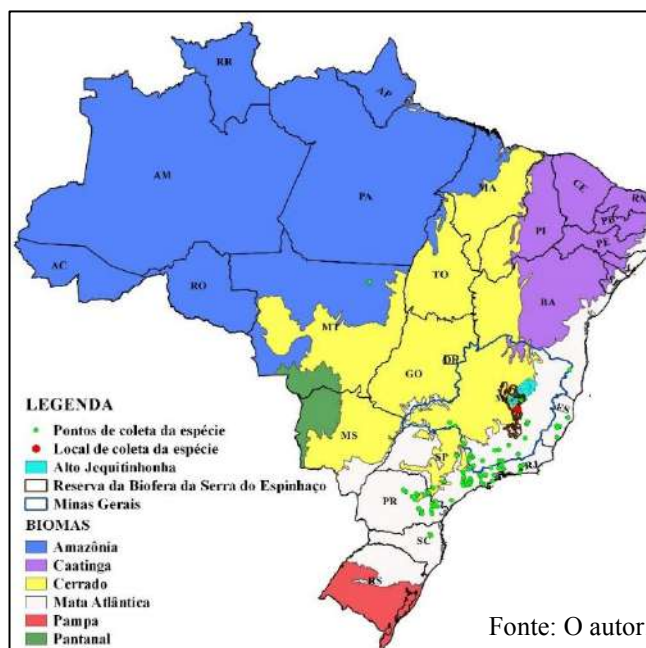 RR
AP
AM
PA
MA
CE
RN
PB
PE
PI
AC
RO
TO
BA
MT
GO
DF
MS
ES
SP
RJ
PR
SC
RS
LEGENDA
Pontos de coleta da espécie
Local de coleta da espécie
Alto Jequitinhonha
Reserva da Biofera da Serra do Espinhaço
Minas Gerais
BIOMAS
Amazônia
Caatinga
Cerrado
Mata Atlântica
Pampa
Pantanal
Fonte: O autor